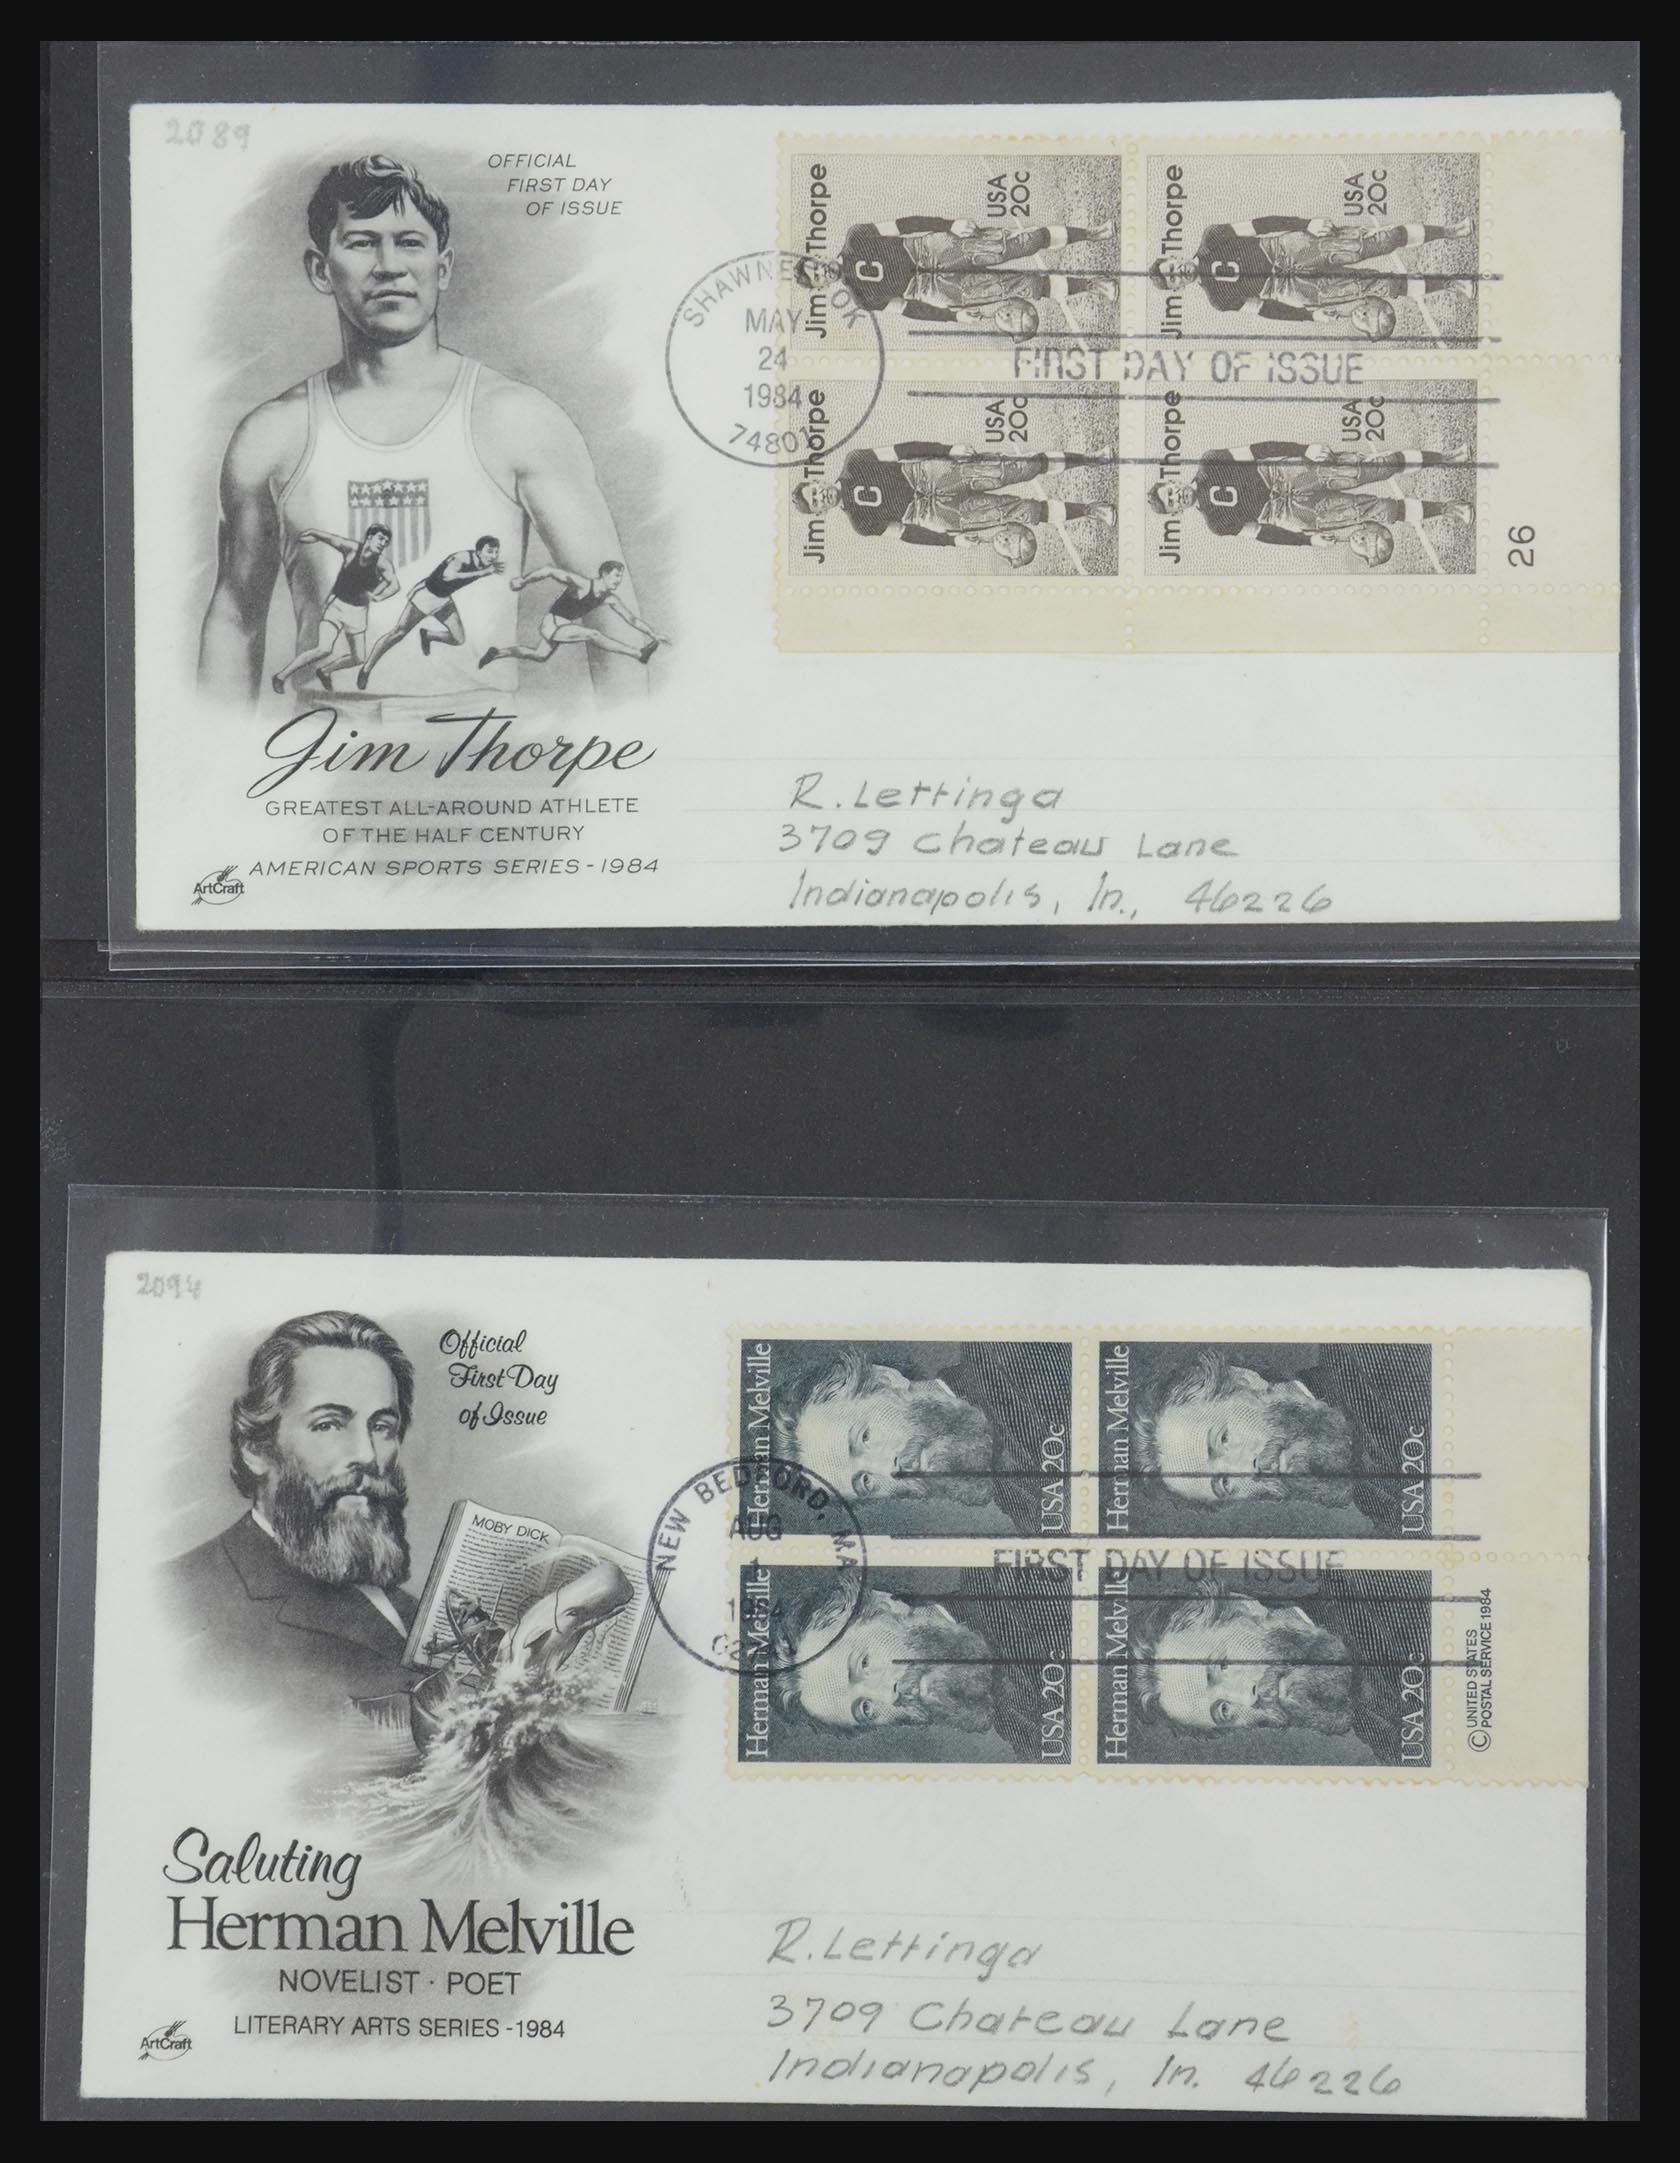 2089
OFFICIAL
FIRST DAY
OF ISSUE
Jim Thorpe
USA
20c
Jim Thorpe
USA
20c
C
C
SHAWNEE, OK
MAY
24
1984
74801
FIRST DAY OF ISSUE
Jim Thorpe
USA
20c
Jim Thorpe
USA
20c
C
C
26
Jim Thorpe
GREATEST ALL-AROUND ATHLETE
OF THE HALF CENTURY
AMERICAN SPORTS SERIES - 1984
ArtCraft
R. Lettinga
3709 Chateau Lane
Indianapolis, In., 46226
2094
Official
First Day
of Issue
MOBY DICK
Herman Melville
USA 20c
Herman Melville
USA 20c
NEW BEDFORD, MA
AUG
1
1984
FIRST DAY OF ISSUE
Herman Melville
USA 20c
Herman Melville
USA 20c
© UNITED STATES
POSTAL SERVICE 1984
Saluting
Herman Melville
NOVELIST · POET
LITERARY ARTS SERIES - 1984
ArtCraft
R. Lettinga
3709 Chateau Lane
Indianapolis, In. 46226